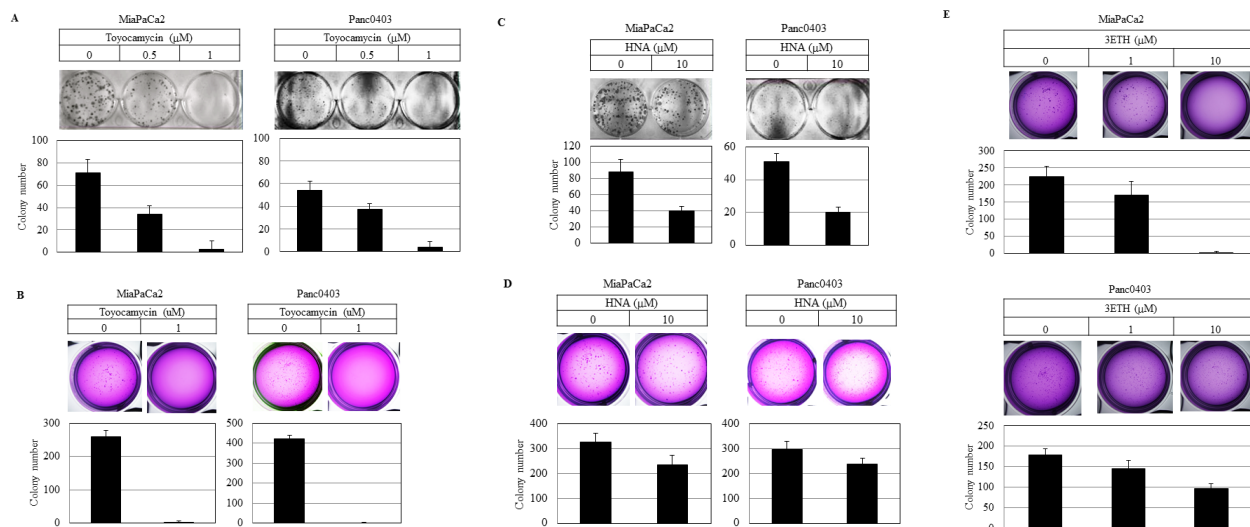 A
MiaPaCa2
Panc0403
Toyocamycin (μM)
Toyocamycin (μM)
0 0.5 1
0 0.5 1
Colony number
100
80
60
40
20
0
100
80
60
40
20
0
B
MiaPaCa2
Panc0403
Toyocamycin (uM)
Toyocamycin (uM)
0 1
0 1
Colony number
300
200
100
0
500
400
300
200
100
0
C
MiaPaCa2
Panc0403
HNA (μM)
HNA (μM)
0 10
0 10
Colony number
120
100
80
60
40
20
0
60
40
20
0
D
MiaPaCa2
Panc0403
HNA (μM)
HNA (μM)
0 10
0 10
Colony number
400
300
200
100
0
400
300
200
100
0
E
MiaPaCa2
3ETH (μM)
0 1 10
Colony number
300
250
200
150
100
50
0
Panc0403
3ETH (μM)
0 1 10
Colony number
250
200
150
100
50
0